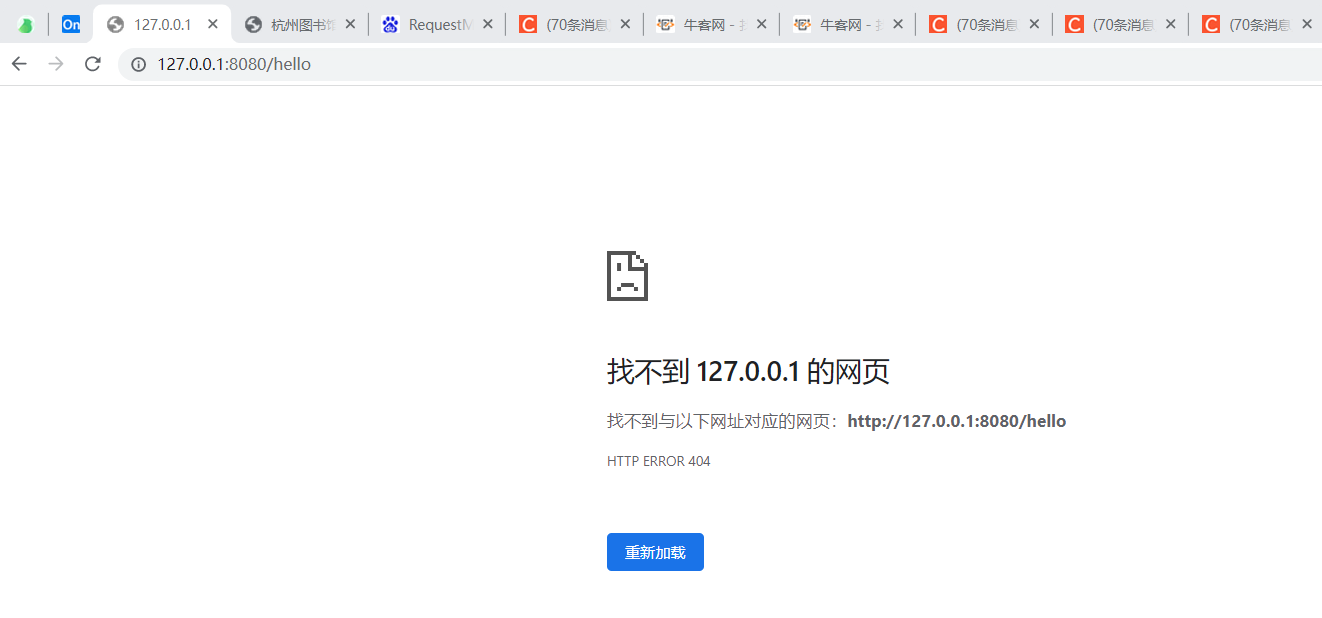 On 127.0.0.1 杭州图书馆 RequestM (70条消息 牛客网 - 牛客网 - (70条消息 (70条消息 (70条消息
127.0.0.1:8080/hello
找不到 127.0.0.1 的网页
找不到与以下网址对应的网页：http://127.0.0.1:8080/hello
HTTP ERROR 404
重新加载